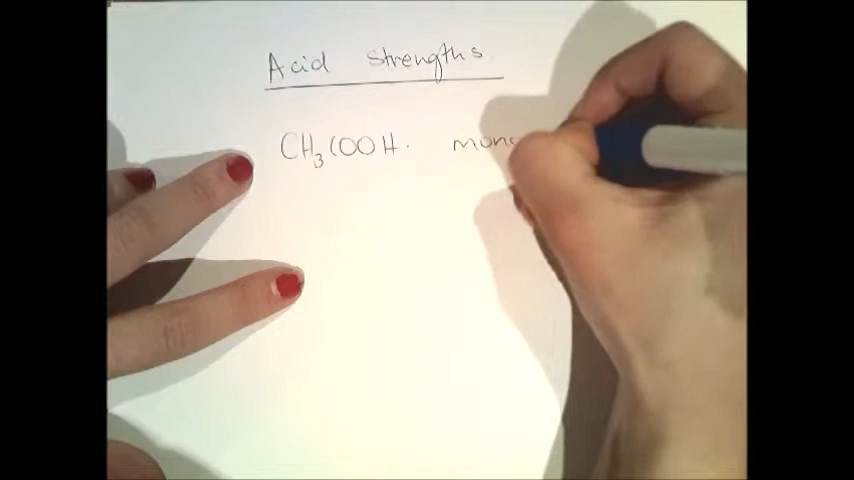 Acid strengths.
CH₃COOH. mono